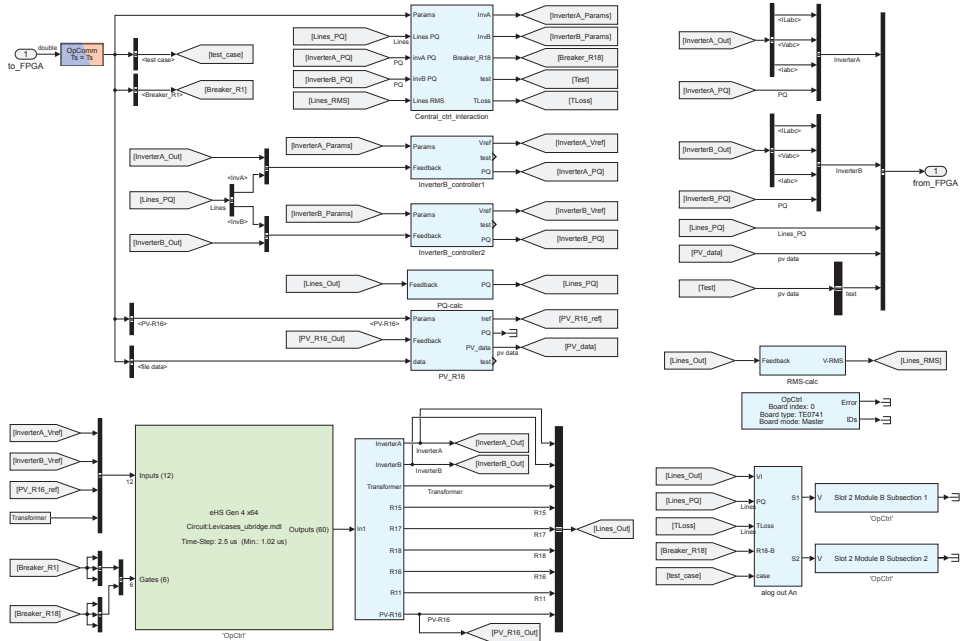 1
to_FPGA
double
OpComm
Ts = Ts
<test case>
[test_case]
<Breaker_R1>
[Breaker_R1]
[Lines_PQ]
Lines
[InverterA_PQ]
PQ
[InverterB_PQ]
PQ
[Lines_RMS]
Params
Lines PQ
invA PQ
invB PQ
Lines RMS
InvA
InvB
Breaker_R18
test
TLoss
Central_ctrl_interaction
[InverterA_Params]
[InverterB_Params]
[Breaker_R18]
[Test]
[TLoss]
[InverterA_Out]
[Lines_PQ]
Lines
[InverterB_Out]
<InvA>
<InvB>
[InverterA_Params]
Params
Feedback
Vref
test
PQ
InverterB_controller1
[InverterA_Vref]
[InverterA_PQ]
[InverterB_Params]
Params
Feedback
Vref
test
PQ
InverterB_controller2
[InverterB_Vref]
[InverterB_PQ]
[Lines_Out]
Feedback
PQ
PQ-calc
[Lines_PQ]
<PV-R16>
<PV-R16>
[PV_R16_Out]
<file data>
Params
Feedback
data
Iref
PQ
PV_data
test
pv data
PV_R16
[PV_R16_ref]
[PV_data]
[InverterA_Out]
<ILabc>
<Vabc>
<Iabc>
InverterA
[InverterA_PQ]
PQ
[InverterB_Out]
<ILabc>
<Vabc>
<Iabc>
InverterB
[InverterB_PQ]
PQ
[Lines_PQ]
Lines_PQ
[PV_data]
pv data
[Test]
pv data
test
1
from_FPGA
[Lines_Out]
Feedback
V-RMS
RMS-calc
[Lines_RMS]
OpCtrl
Board index: 0
Board type: TE0741
Board mode: Master
Error
IDs
[InverterA_Vref]
[InverterB_Vref]
[PV_R16_ref]
Transformer
12
[Breaker_R1]
[Breaker_R18]
6
Inputs (12)
Gates (6)
eHS Gen 4 x64
Circuit:Levicases_ubridge.mdl
Time-Step: 2.5 us (Min.: 1.02 us)
Outputs (60)
'OpCtrl'
In1
InverterA
InverterB
Transformer
R15
R17
R18
R16
R11
PV-R16
InverterA
InverterB
Transformer
R15
R17
R18
R16
R11
PV-R16
[InverterA_Out]
[InverterB_Out]
[Lines_Out]
[PV_R16_Out]
[Lines_Out]
[Lines_PQ]
Lines
[TLoss]
Lines
[Breaker_R18]
[test_case]
VI
PQ
TLoss
R18-B
case
S1
S2
alog out An
V
Slot 2 Module B Subsection 1
'OpCtrl'
V
Slot 2 Module B Subsection 2
'OpCtrl'